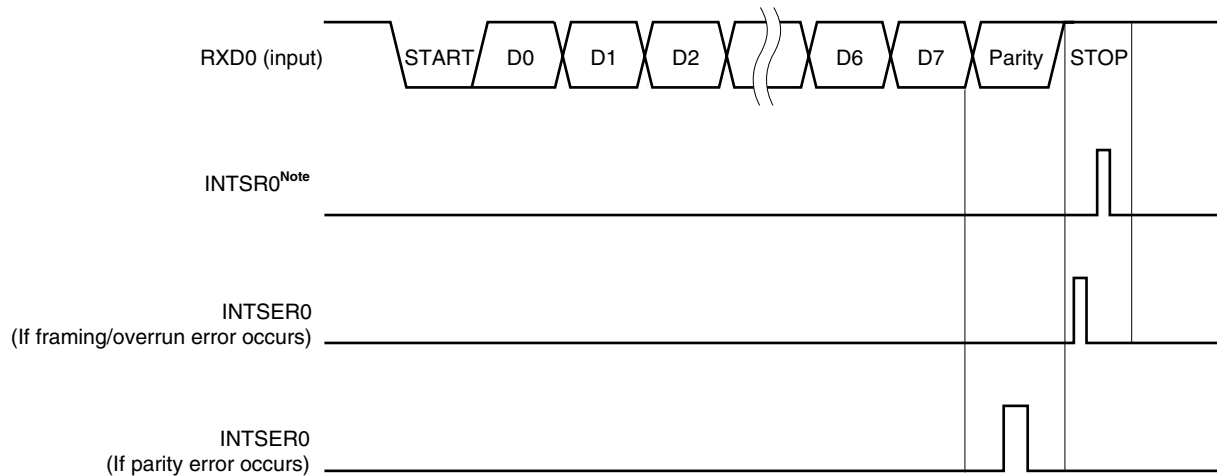 RXD0 (input) START D0 D1 D2 D6 D7 Parity STOP
INTSR0Note
INTSER0
(If framing/overrun error occurs)
INTSER0
(If parity error occurs)